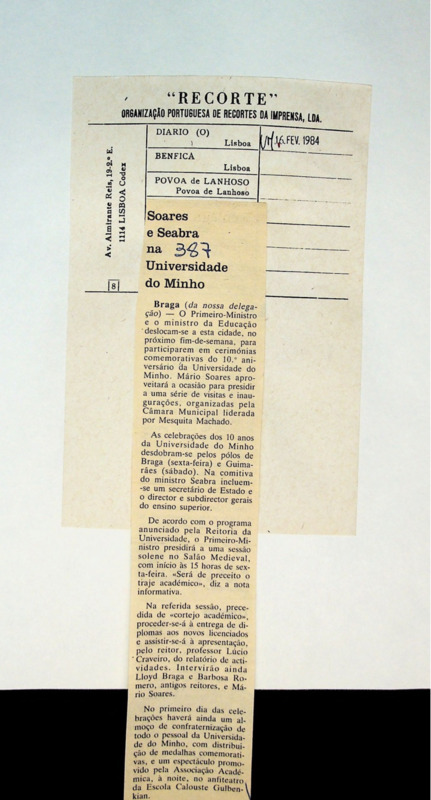 "RECORTE"
ORGANIZAÇÃO PORTUGUESA DE RECORTES DA IMPRENSA, LDA.
Av. Almirante Reis, 19-2.º E.
1114 LISBOA Codex
8
DIARIO (O)
Lisboa
16. FEV. 1984
BENFICA
Lisboa
POVOA de LANHOSO
Povoa de Lanhoso
Soares
e Seabra
na 387
Universidade
do Minho
Braga (da nossa delega-
ção) — O Primeiro-Ministro
e o ministro da Educação
deslocam-se a esta cidade, no
próximo fim-de-semana, para
participarem em cerimónias
comemorativas do 10.º ani-
versário da Universidade do
Minho. Mário Soares apro-
veitará a ocasião para presidir
a uma série de visitas e inau-
gurações, organizadas pela
Câmara Municipal liderada
por Mesquita Machado.
As celebrações dos 10 anos
da Universidade do Minho
desdobram-se pelos pólos de
Braga (sexta-feira) e Guima-
rães (sábado). Na comitiva
do ministro Seabra incluem-
-se um secretário de Estado e
o director e subdirector gerais
do ensino superior.
De acordo com o programa
anunciado pela Reitoria da
Universidade, o Primeiro-Mi-
nistro presidirá a uma sessão
solene no Salão Medieval,
com início às 15 horas de sex-
ta-feira. «Será de preceito o
traje académico», diz a nota
informativa.
Na referida sessão, prece-
dida de «cortejo académico»,
proceder-se-á à entrega de di-
plomas aos novos licenciados
e assistir-se-á à apresentação,
pelo reitor, professor Lúcio
Craveiro, do relatório de acti-
vidades. Intervirão ainda
Lloyd Braga e Barbosa Ro-
mero, antigos reitores, e Má-
rio Soares.
No primeiro dia das cele-
brações haverá ainda um al-
moço de confraternização de
todo o pessoal da Universida-
de do Minho, com distribui-
ção de medalhas comemorati-
vas, e um espectáculo promo-
vido pela Associação Acadé-
mica, à noite, no anfiteatro
da Escola Calouste Gulben-
kian.